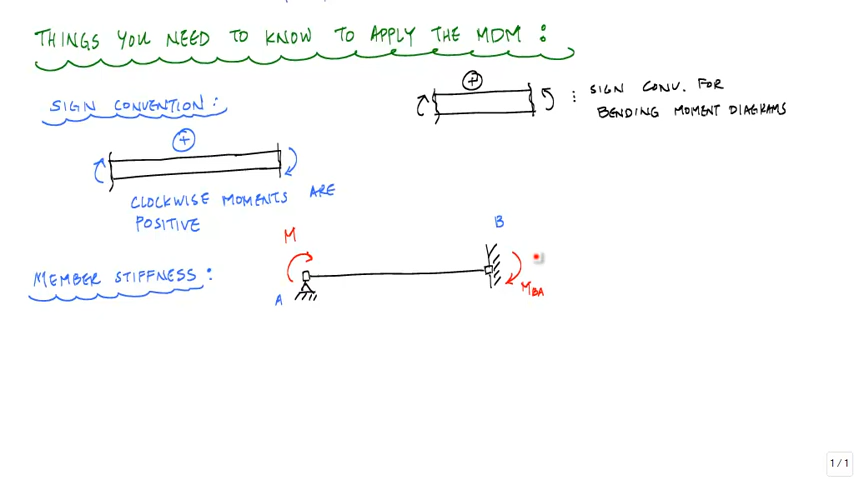 THINGS YOU NEED TO KNOW TO APPLY THE MDM :
SIGN CONVENTION :
+
CLOCKWISE MOMENTS ARE
POSITIVE
+
: SIGN CONV. FOR
BENDING MOMENT DIAGRAMS
MEMBER STIFFNESS :
M
A
B
MBA
1 / 1